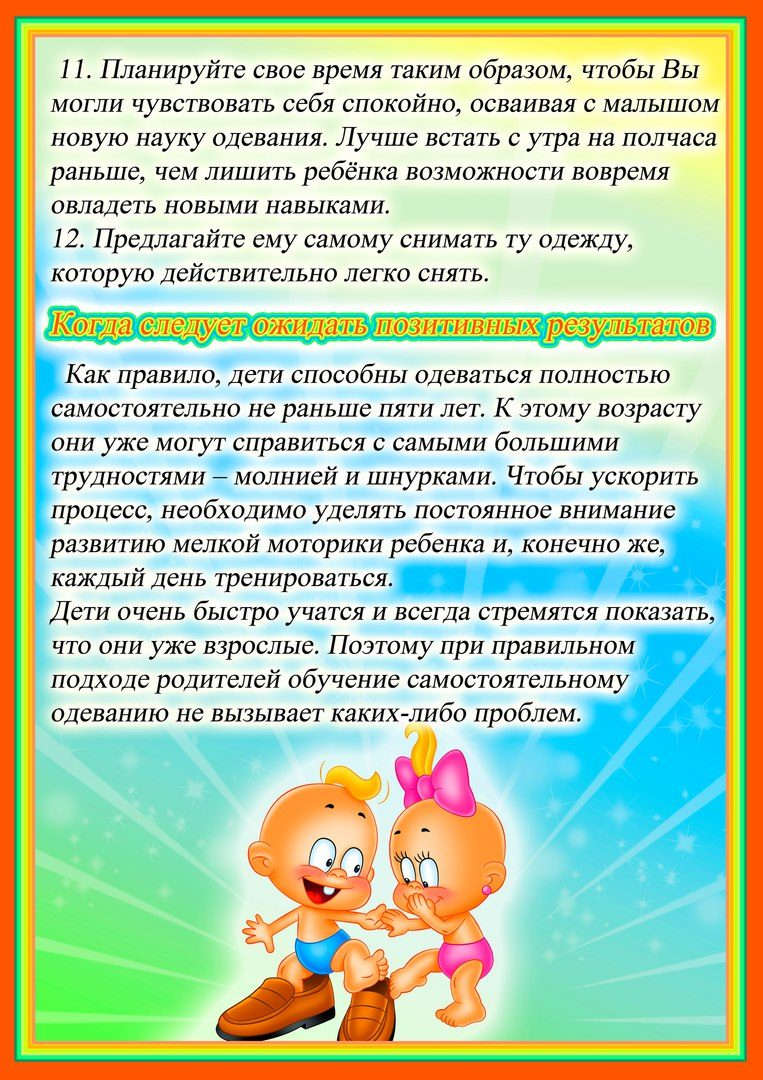 11. Планируйте свое время таким образом, чтобы Вы
могли чувствовать себя спокойно, осваивая с малышом
новую науку одевания. Лучше встать с утра на полчаса
раньше, чем лишить ребёнка возможности вовремя
овладеть новыми навыками.
12. Предлагайте ему самому снимать ту одежду,
которую действительно легко снять.
Когда следует ожидать позитивных результатов
Как правило, дети способны одеваться полностью
самостоятельно не раньше пяти лет. К этому возрасту
они уже могут справиться с самыми большими
трудностями – молнией и шнурками. Чтобы ускорить
процесс, необходимо уделять постоянное внимание
развитию мелкой моторики ребенка и, конечно же,
каждый день тренироваться.
Дети очень быстро учатся и всегда стремятся показать,
что они уже взрослые. Поэтому при правильном
подходе родителей обучение самостоятельному
одеванию не вызывает каких-либо проблем.